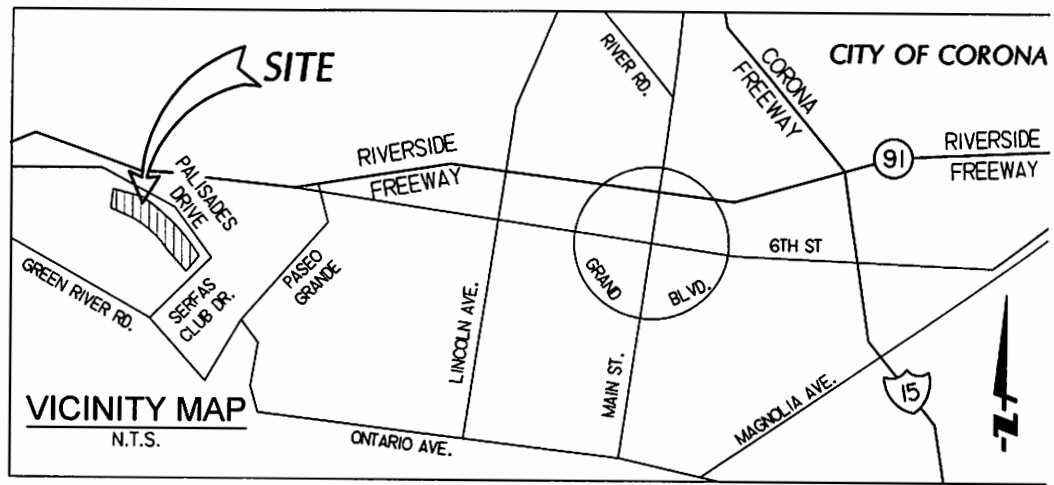 SITE
CITY OF CORONA
RIVER RD.
CORONA
FREEWAY
91
RIVERSIDE
FREEWAY
RIVERSIDE
FREEWAY
PALISADES
DRIVE
6TH ST
GREEN RIVER RD.
SERFAS
CLUB DR.
PASEO
GRANDE
GRAND
BLVD.
LINCOLN AVE.
MAIN ST.
MAGNOLIA AVE.
15
VICINITY MAP
N.T.S.
ONTARIO AVE.
N